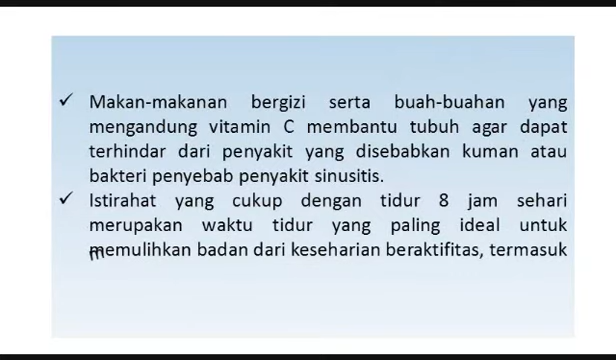 ✓ Makan-makanan bergizi serta buah-buahan yang
mengandung vitamin C membantu tubuh agar dapat
terhindar dari penyakit yang disebabkan kuman atau
bakteri penyebab penyakit sinusitis.
✓ Istirahat yang cukup dengan tidur 8 jam sehari
merupakan waktu tidur yang paling ideal untuk
memulihkan badan dari keseharian beraktifitas, termasuk